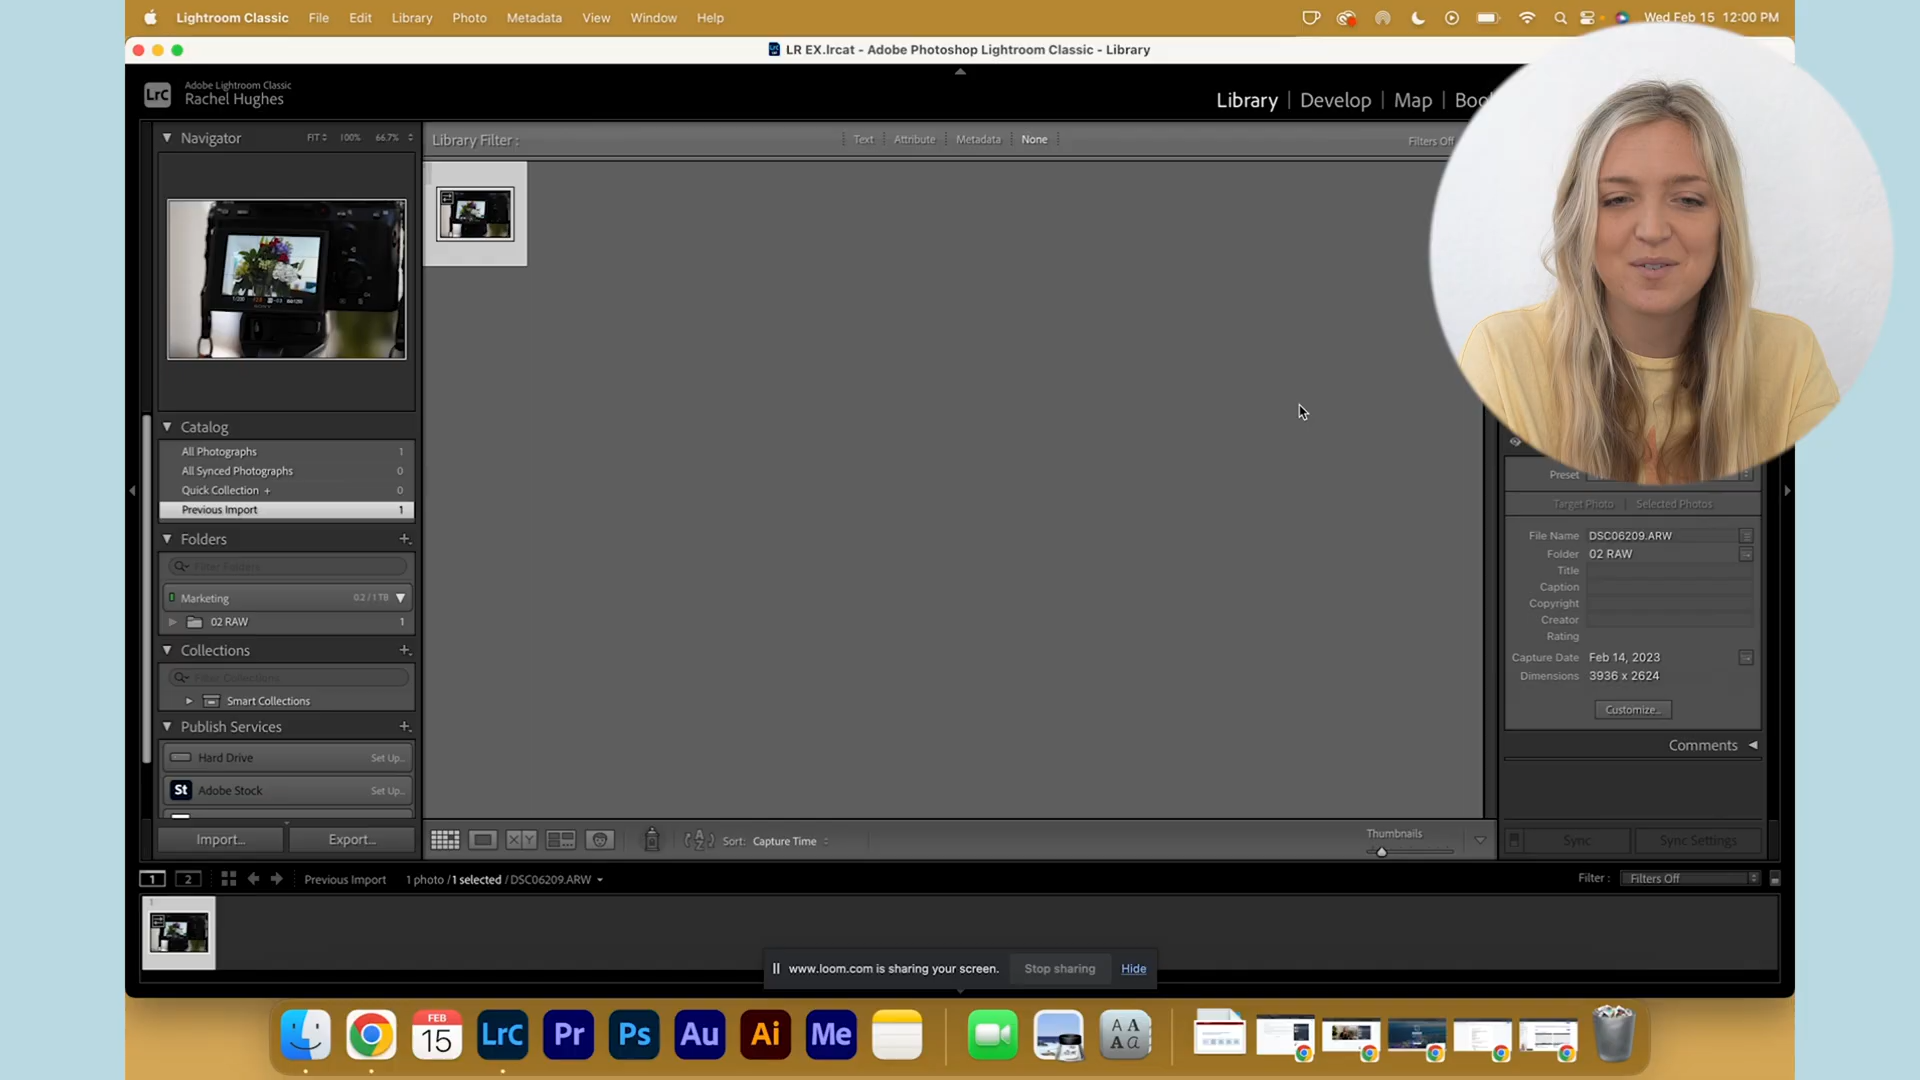 Lightroom Classic File Edit Library Photo Metadata View Window Help Wed Feb 15 12:00 PM
LR EX.lrcat - Adobe Photoshop Lightroom Classic - Library
LrC
Adobe Lightroom Classic
Rachel Hughes
Library | Develop | Map |
Navigator FIT 100% 66.7%
Library Filter : Text Attribute Metadata None Filters Off
Catalog
All Photographs 1
All Synced Photographs 0
Quick Collection + 0
Previous Import 1
Folders +
Filter Folders
Marketing 0.2 / 1 TB
02 RAW 1
Collections +
Filter Collections
Smart Collections
Publish Services +
Hard Drive Set Up...
St Adobe Stock Set Up...
Import... Export...
Preset
Target Photo Selected Photos
File Name DSC06209.ARW
Folder 02 RAW
Title
Caption
Copyright
Creator
Rating
Capture Date Feb 14, 2023
Dimensions 3936 x 2624
Customize...
Comments
X Y Sort: Capture Time Thumbnails
Sync Sync Settings
1 2 Previous Import 1 photo / 1 selected / DSC06209.ARW Filter : Filters Off
1
www.loom.com is sharing your screen. Stop sharing Hide
FEB
15
LrC Pr Ps Au Ai Me
A A
A a